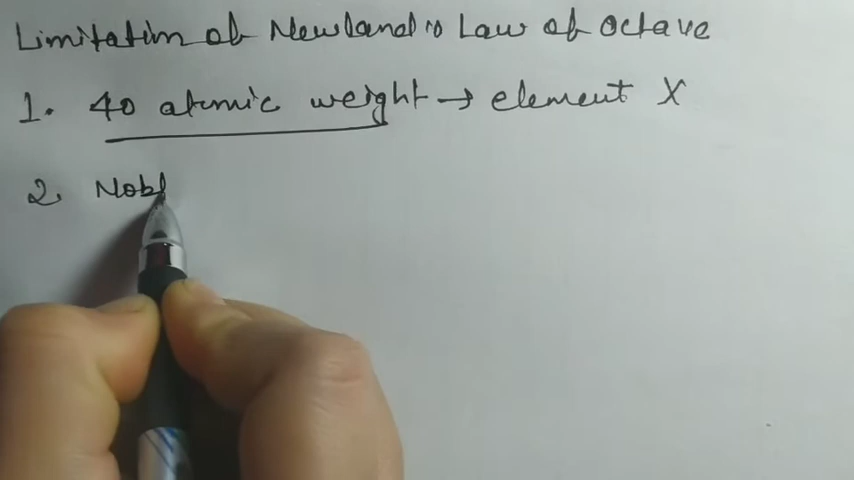 Limitation of Newland's Law of Octave
1. 40 atomic weight → element X
2. Nobl